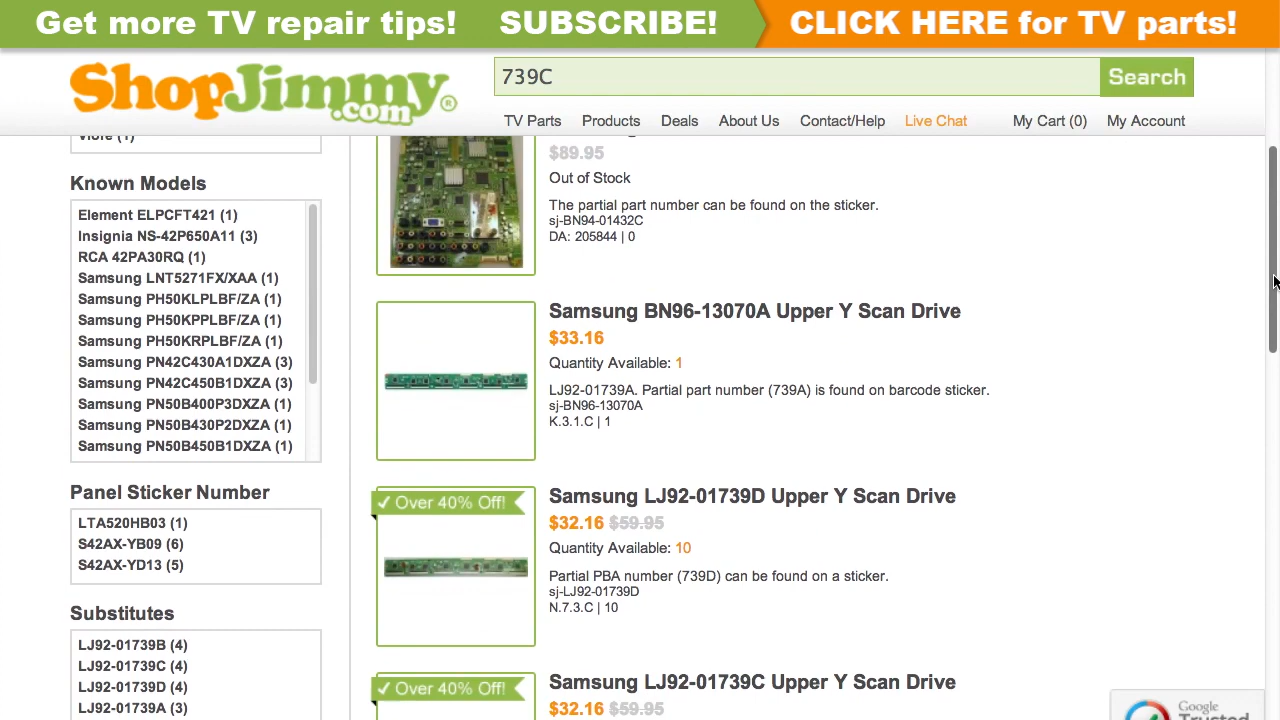 Get more TV repair tips! SUBSCRIBE! CLICK HERE for TV parts!
ShopJimmy.com®
739C
Search
TV Parts Products Deals About Us Contact/Help Live Chat My Cart (0) My Account
$89.95
Out of Stock
The partial part number can be found on the sticker.
sj-BN94-01432C
DA: 205844 | 0
Known Models
Element ELPCFT421 (1)
Insignia NS-42P650A11 (3)
RCA 42PA30RQ (1)
Samsung LNT5271FX/XAA (1)
Samsung PH50KLPLBF/ZA (1)
Samsung PH50KPPLBF/ZA (1)
Samsung PH50KRPLBF/ZA (1)
Samsung PN42C430A1DXZA (3)
Samsung PN42C450B1DXZA (3)
Samsung PN50B400P3DXZA (1)
Samsung PN50B430P2DXZA (1)
Samsung PN50B450B1DXZA (1)
Samsung BN96-13070A Upper Y Scan Drive
$33.16
Quantity Available: 1
LJ92-01739A. Partial part number (739A) is found on barcode sticker.
sj-BN96-13070A
K.3.1.C | 1
Panel Sticker Number
LTA520HB03 (1)
S42AX-YB09 (6)
S42AX-YD13 (5)
✓ Over 40% Off!
Samsung LJ92-01739D Upper Y Scan Drive
$32.16 $59.95
Quantity Available: 10
Partial PBA number (739D) can be found on a sticker.
sj-LJ92-01739D
N.7.3.C | 10
Substitutes
LJ92-01739B (4)
LJ92-01739C (4)
LJ92-01739D (4)
LJ92-01739A (3)
✓ Over 40% Off!
Samsung LJ92-01739C Upper Y Scan Drive
$32.16 $59.95
Google
Trusted